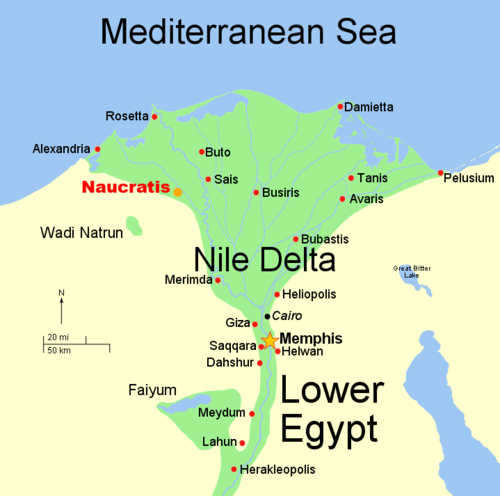 Mediterranean Sea
Damietta
Rosetta
Alexandria
Buto
Sais
Naucratis
Busiris
Tanis
Pelusium
Avaris
Wadi Natrun
Bubastis
Nile Delta
Great Bitter
Lake
Merimda
Heliopolis
N
Cairo
Giza
20 mi
50 km
Memphis
Saqqara
Helwan
Dahshur
Faiyum
Lower
Egypt
Meydum
Lahun
Herakleopolis